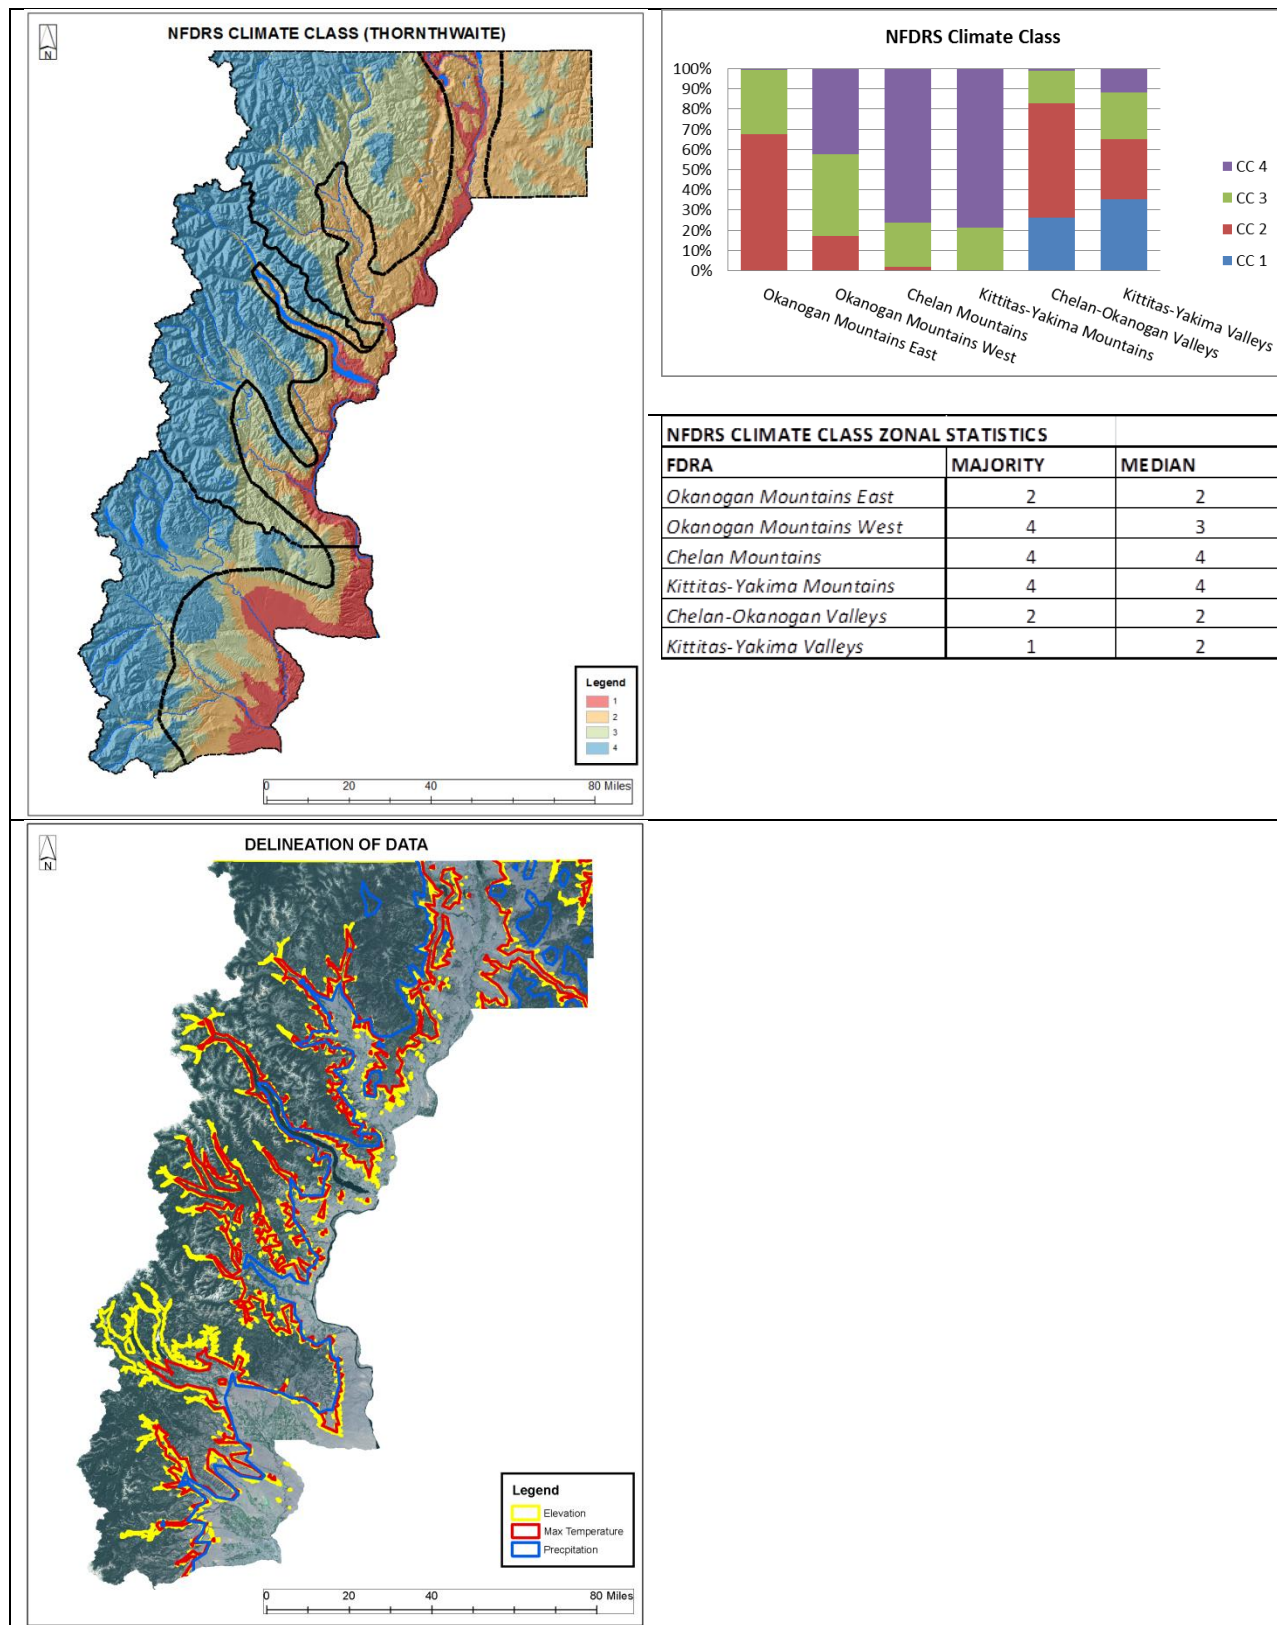 N
NFDRS CLIMATE CLASS (THORNTHWAITE)
Legend
1
2
3
4
0 20 40 80 Miles
NFDRS Climate Class
100%
90%
80%
70%
60%
50%
40%
30%
20%
10%
0%
Okanogan Mountains East
Okanogan Mountains West
Chelan Mountains
Kittitas-Yakima Mountains
Chelan-Okanogan Valleys
Kittitas-Yakima Valleys
CC 4
CC 3
CC 2
CC 1
NFDRS CLIMATE CLASS ZONAL STATISTICS
FDRA MAJORITY MEDIAN
Okanogan Mountains East 2 2
Okanogan Mountains West 4 3
Chelan Mountains 4 4
Kittitas-Yakima Mountains 4 4
Chelan-Okanogan Valleys 2 2
Kittitas-Yakima Valleys 1 2
N
DELINEATION OF DATA
Legend
Elevation
Max Temperature
Precpitation
0 20 40 80 Miles